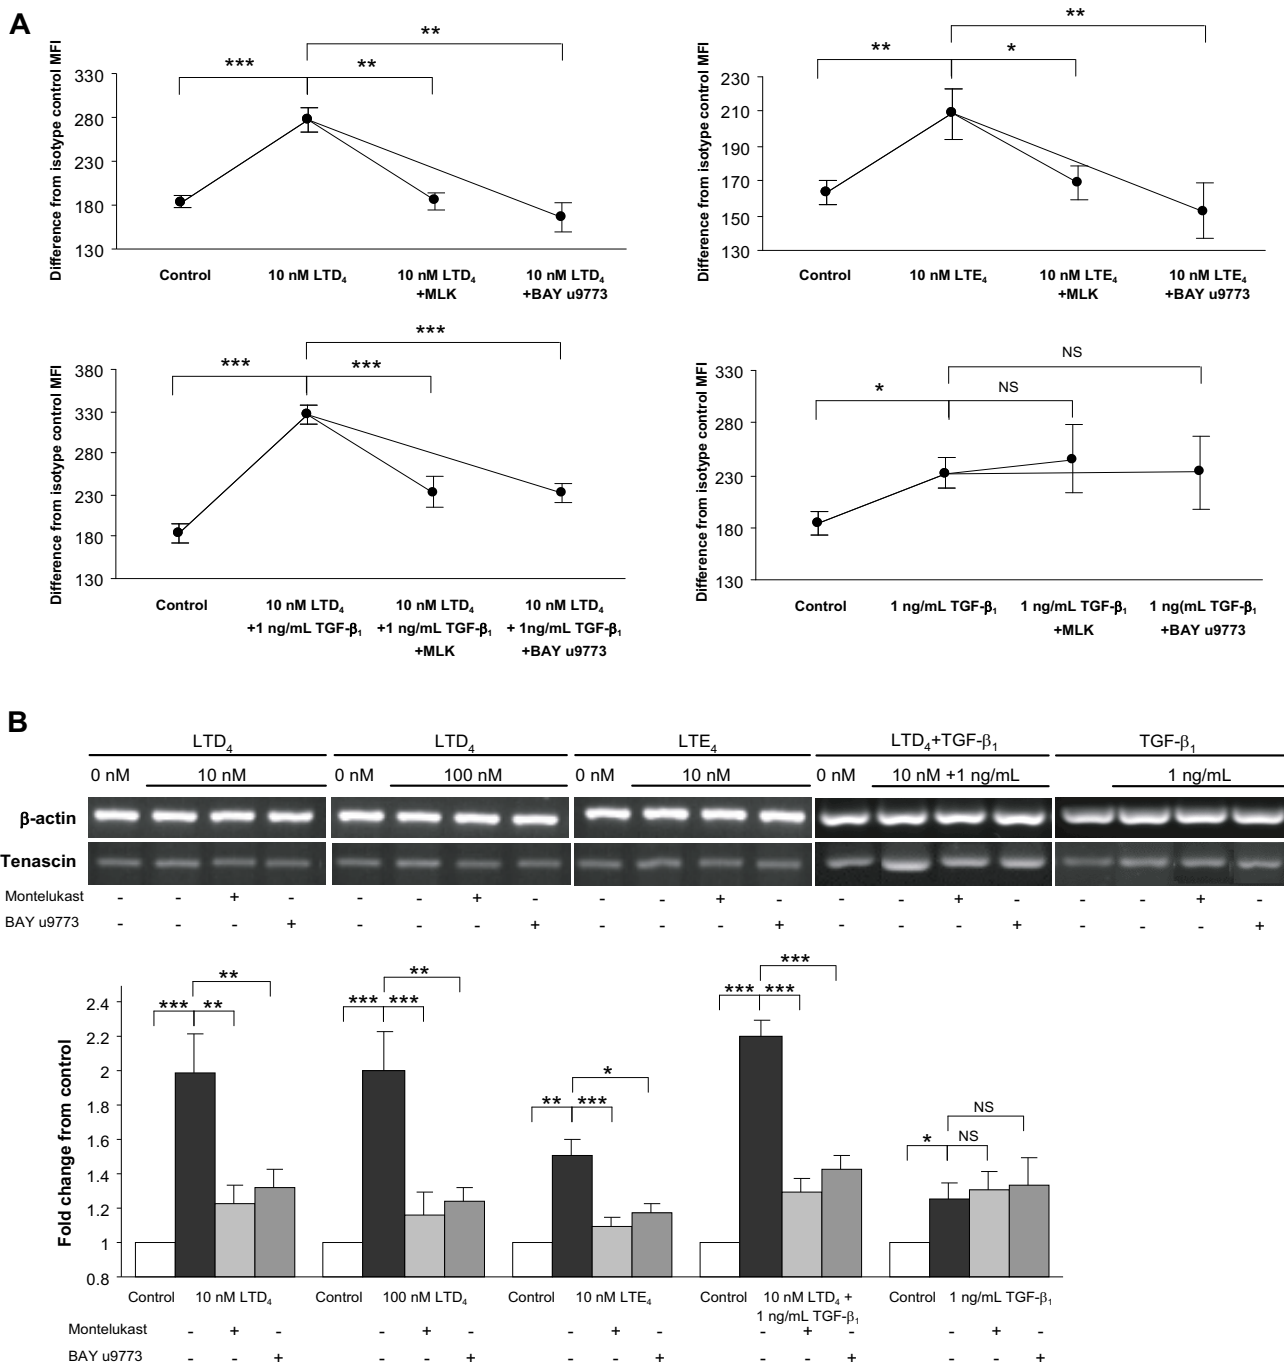 A
Difference from isotype control MFI
330
280
230
180
130
***
**
**
Control
10 nM LTD₄
10 nM LTD₄
+MLK
10 nM LTD₄
+BAY u9773
Difference from isotype control MFI
230
210
190
170
150
130
**
*
**
Control
10 nM LTE₄
10 nM LTE₄
+MLK
10 nM LTE₄
+BAY u9773
Difference from isotype control MFI
380
330
280
230
180
130
***
***
***
Control
10 nM LTD₄
+1 ng/mL TGF-β₁
10 nM LTD₄
+1 ng/mL TGF-β₁
+MLK
10 nM LTD₄
+ 1ng/mL TGF-β₁
+BAY u9773
Difference from isotype control MFI
330
280
230
180
130
*
NS
NS
Control
1 ng/mL TGF-β₁
1 ng/mL TGF-β₁
+MLK
1 ng(mL TGF-β₁
+BAY u9773
B
LTD₄ LTD₄ LTE₄ LTD₄+TGF-β₁ TGF-β₁
0 nM 10 nM 0 nM 100 nM 0 nM 10 nM 0 nM 10 nM +1 ng/mL 1 ng/mL
β-actin
Tenascin
Montelukast - - + - - - + - - - + - - - + - - - + -
BAY u9773 - - - + - - - + - - - + - - - + - - - +
Fold change from control
2.4
2.2
2
1.8
1.6
1.4
1.2
1
0.8
*** ** **
*** *** **
** *** *
*** *** ***
* NS NS
Control 10 nM LTD₄ Control 100 nM LTD₄ Control 10 nM LTE₄ Control 10 nM LTD₄ + Control 1 ng/mL TGF-β₁
1 ng/mL TGF-β₁
Montelukast - + - - + - - + - - + - - + -
BAY u9773 - - + - - + - - + - - + - - +